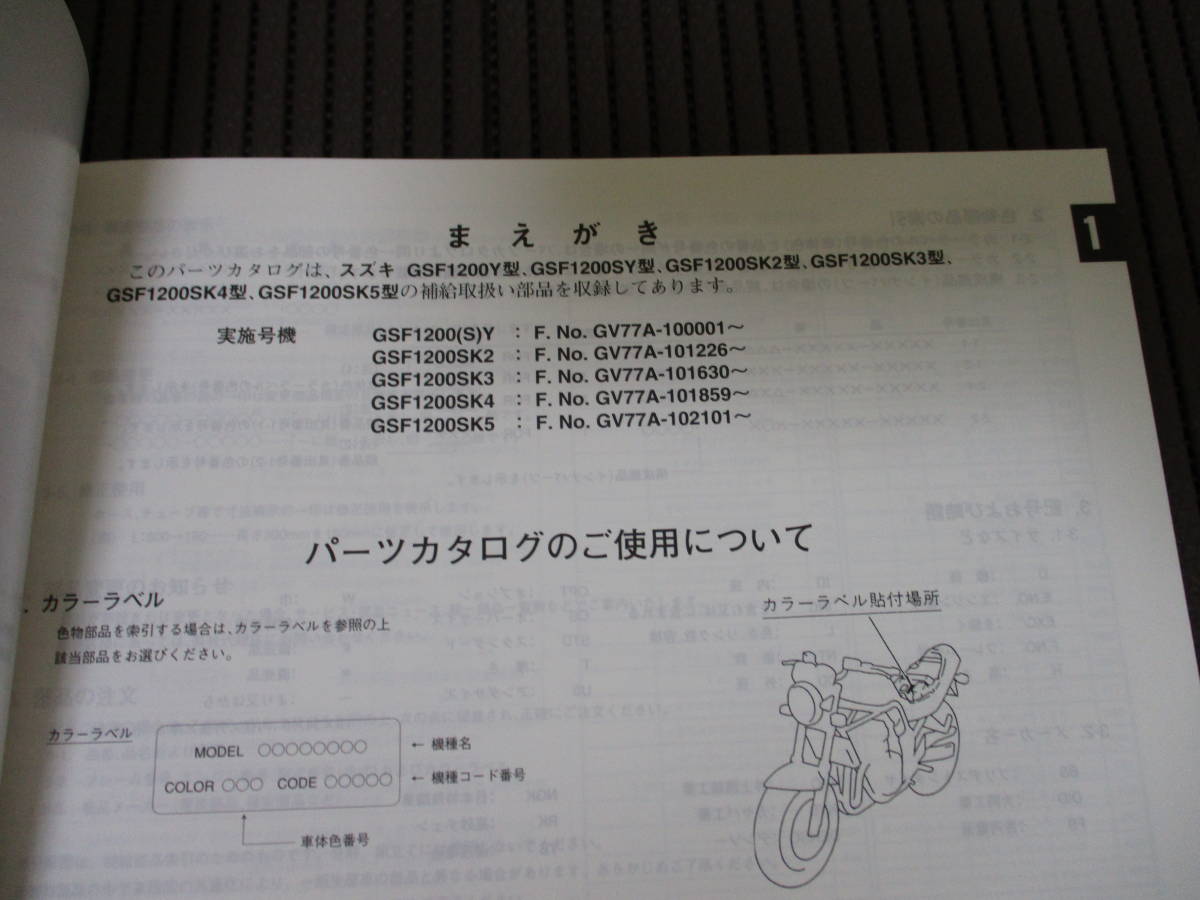 1
まえがき
このパーツカタログは、スズキ GSF1200Y型、GSF1200SY型、GSF1200SK2型、GSF1200SK3型、
GSF1200SK4型、GSF1200SK5型の補給取扱い部品を収録してあります。
実施号機 GSF1200(S)Y : F. No. GV77A-100001～
GSF1200SK2 : F. No. GV77A-101226～
GSF1200SK3 : F. No. GV77A-101630～
GSF1200SK4 : F. No. GV77A-101859～
GSF1200SK5 : F. No. GV77A-102101～
パーツカタログのご使用について
. カラーラベル
色物部品を索引する場合は、カラーラベルを参照の上
該当部品をお選びください。
カラーラベル貼付場所
カラーラベル
MODEL ○○○○○○○○ ← 機種名
COLOR ○○○ CODE ○○○○○ ← 機種コード番号
車体色番号